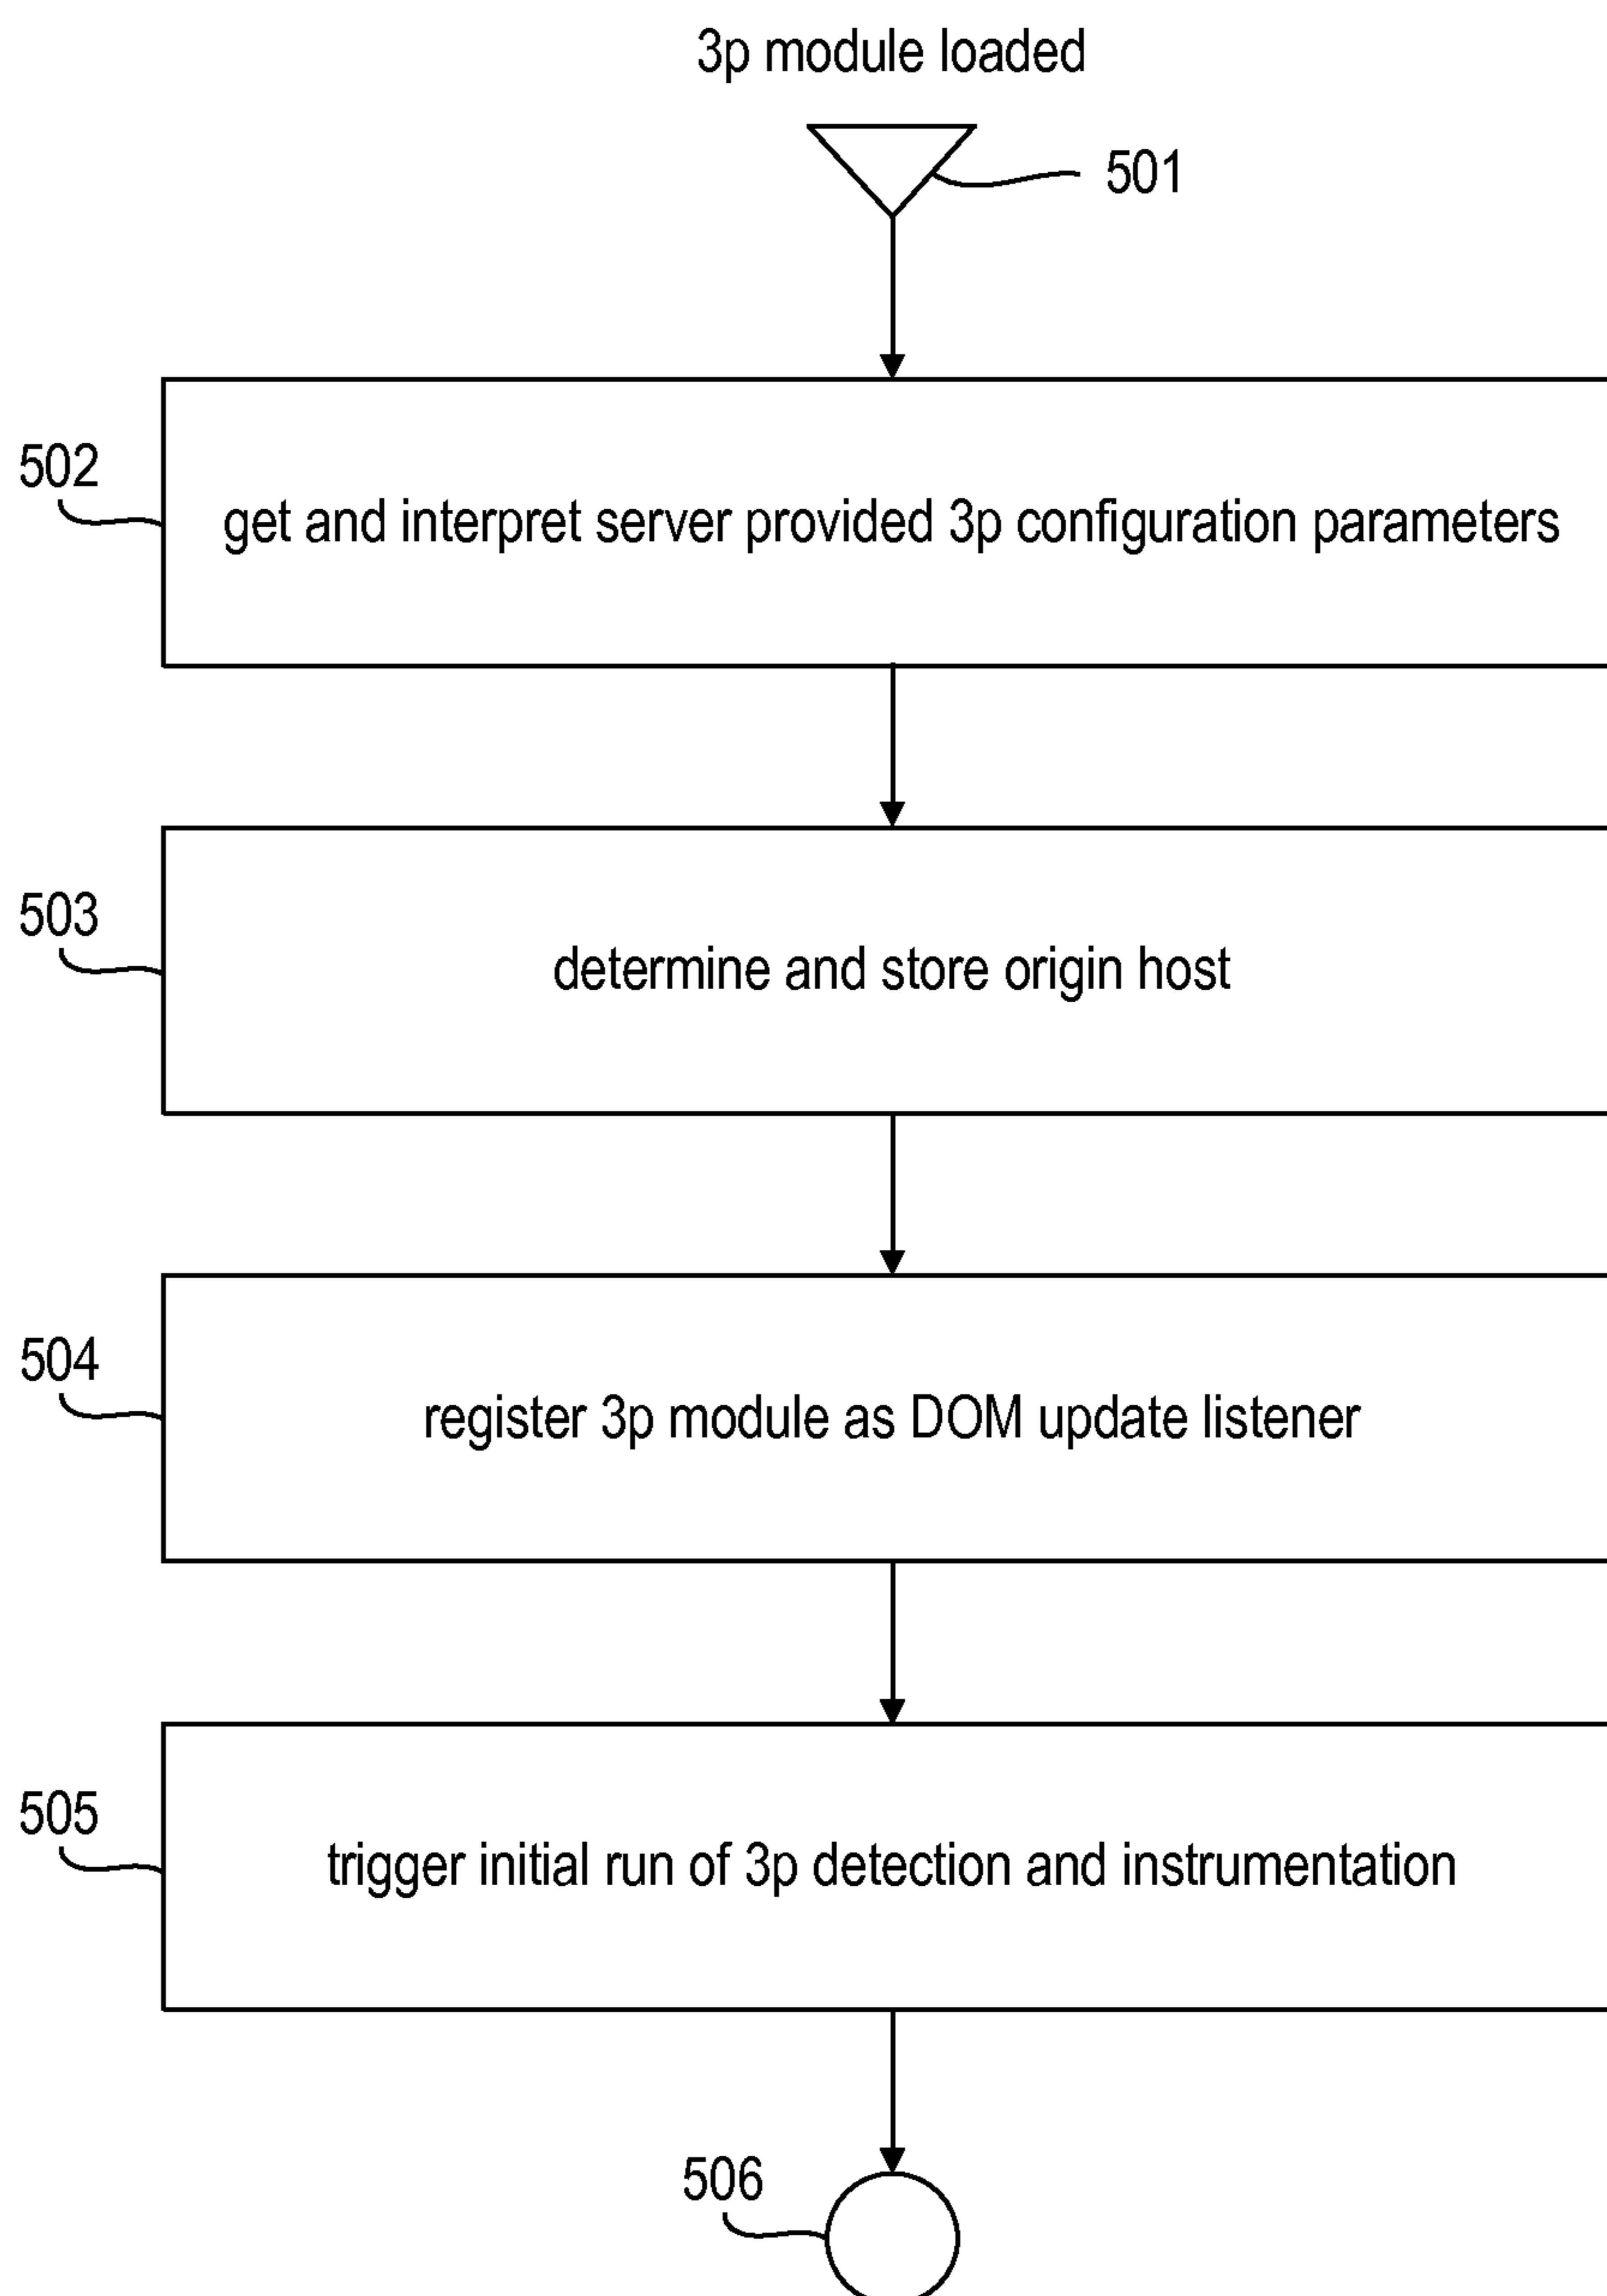 3p module loaded
501
502
get and interpret server provided 3p configuration parameters
503
determine and store origin host
504
register 3p module as DOM update listener
505
trigger initial run of 3p detection and instrumentation
506